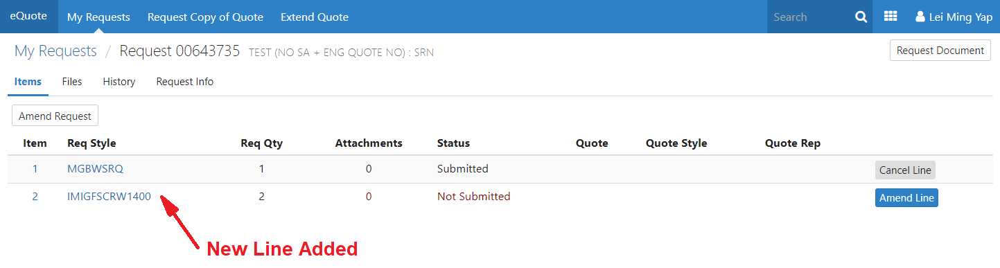 eQuote My Requests Request Copy of Quote Extend Quote Search Lei Ming Yap
My Requests / Request 00643735 TEST (NO SA + ENG QUOTE NO) : SRN Request Document
Items Files History Request Info
Amend Request
Item Req Style Req Qty Attachments Status Quote Quote Style Quote Rep
1 MGBWSRQ 1 0 Submitted Cancel Line
2 IMIGFSCRW1400 2 0 Not Submitted Amend Line
New Line Added